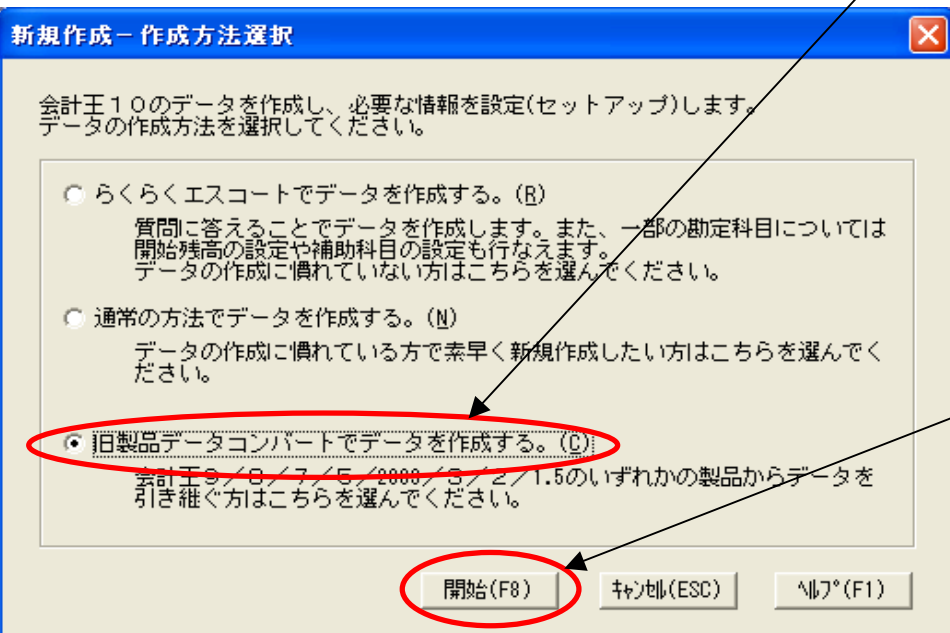 新規作成－作成方法選択
会計王１０のデータを作成し、必要な情報を設定(セットアップ)します。
データの作成方法を選択してください。
らくらくエスコートでデータを作成する。(R)
質問に答えることでデータを作成します。また、一部の勘定科目については
開始残高の設定や補助科目の設定も行なえます。
データの作成に慣れていない方はこちらを選んでください。
通常の方法でデータを作成する。(N)
データの作成に慣れている方で素早く新規作成したい方はこちらを選んでく
ださい。
旧製品データコンバートでデータを作成する。(C)
会計王９／８／７／５／2000／３／２／1.5のいずれかの製品からデータを
引き継ぐ方はこちらを選んでください。
開始(F8)
ｷｬﾝｾﾙ(ESC)
ﾍﾙﾌﾟ(F1)